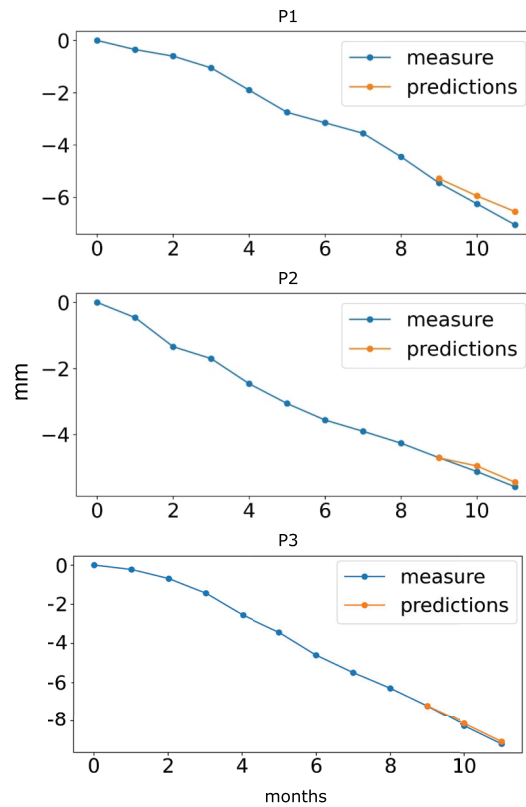 P1
0
-2
-4
-6
measure
predictions
0 2 4 6 8 10
P2
mm
0
-2
-4
measure
predictions
0 2 4 6 8 10
P3
0
-2
-4
-6
-8
measure
predictions
0 2 4 6 8 10
months